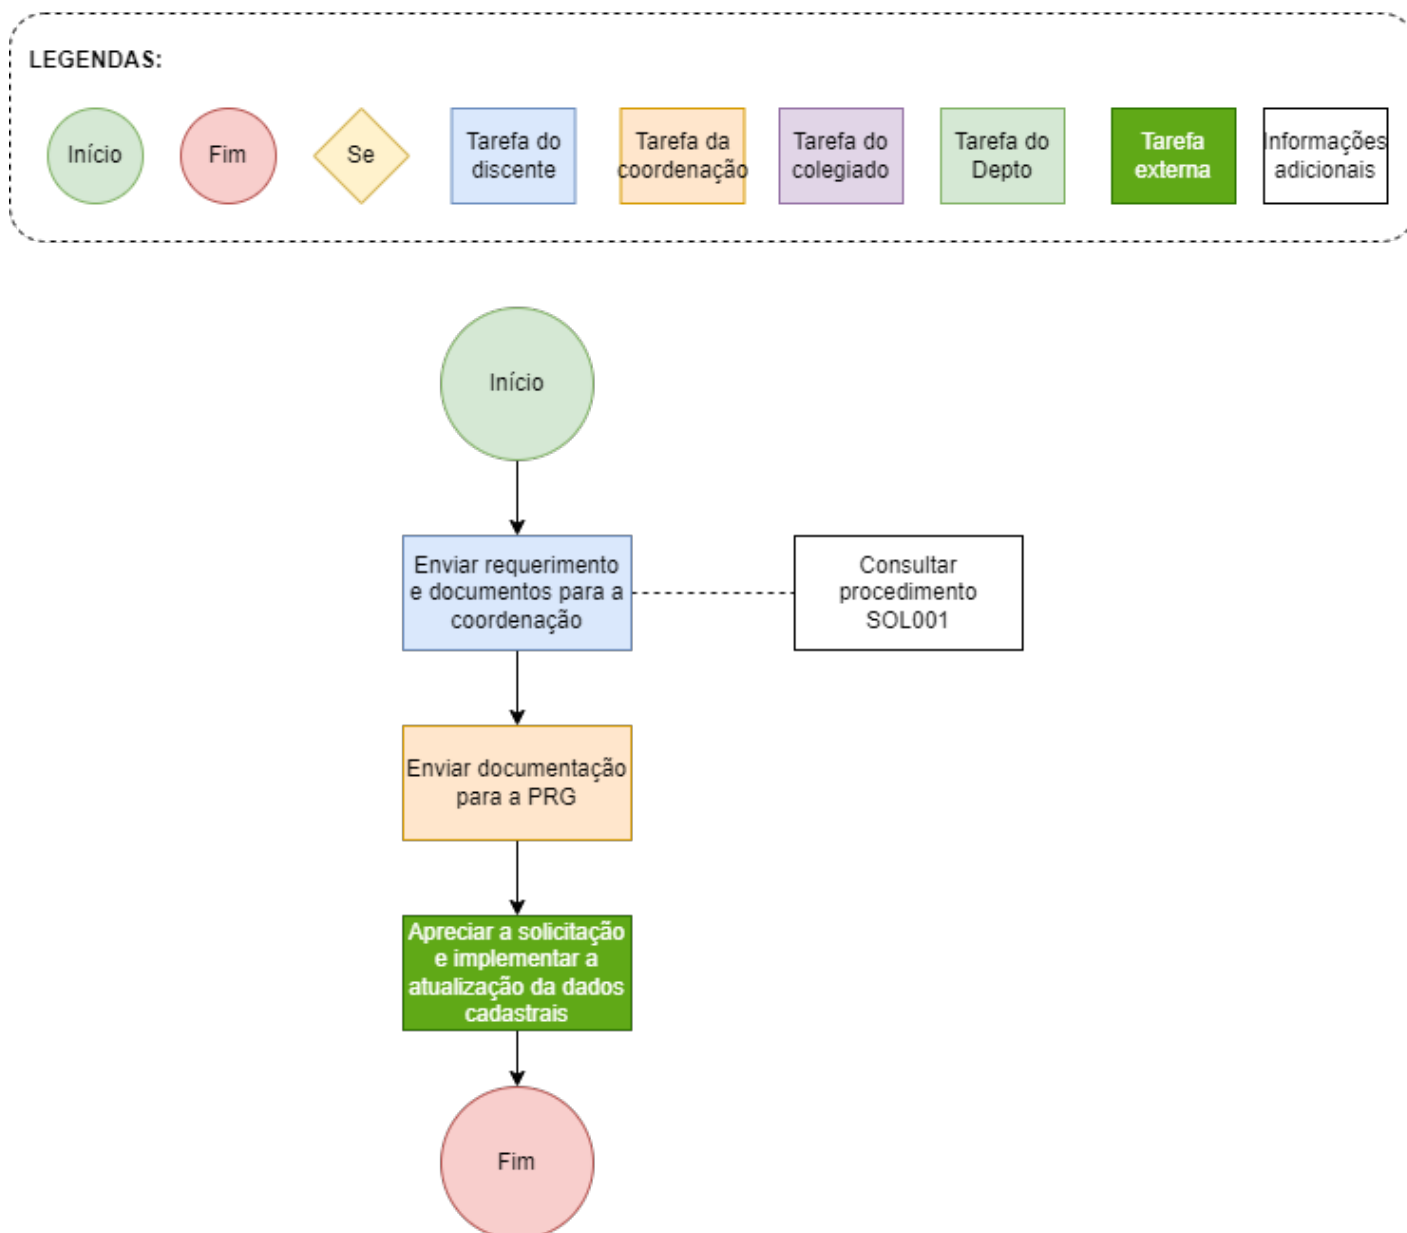 LEGENDAS:
Início
Fim
Se
Tarefa do
discente
Tarefa da
coordenação
Tarefa do
colegiado
Tarefa do
Depto
Tarefa
externa
Informações
adicionais
Início
Enviar requerimento
e documentos para a
coordenação
Consultar
procedimento
SOL001
Enviar documentação
para a PRG
Apreciar a solicitação
e implementar a
atualização da dados
cadastrais
Fim